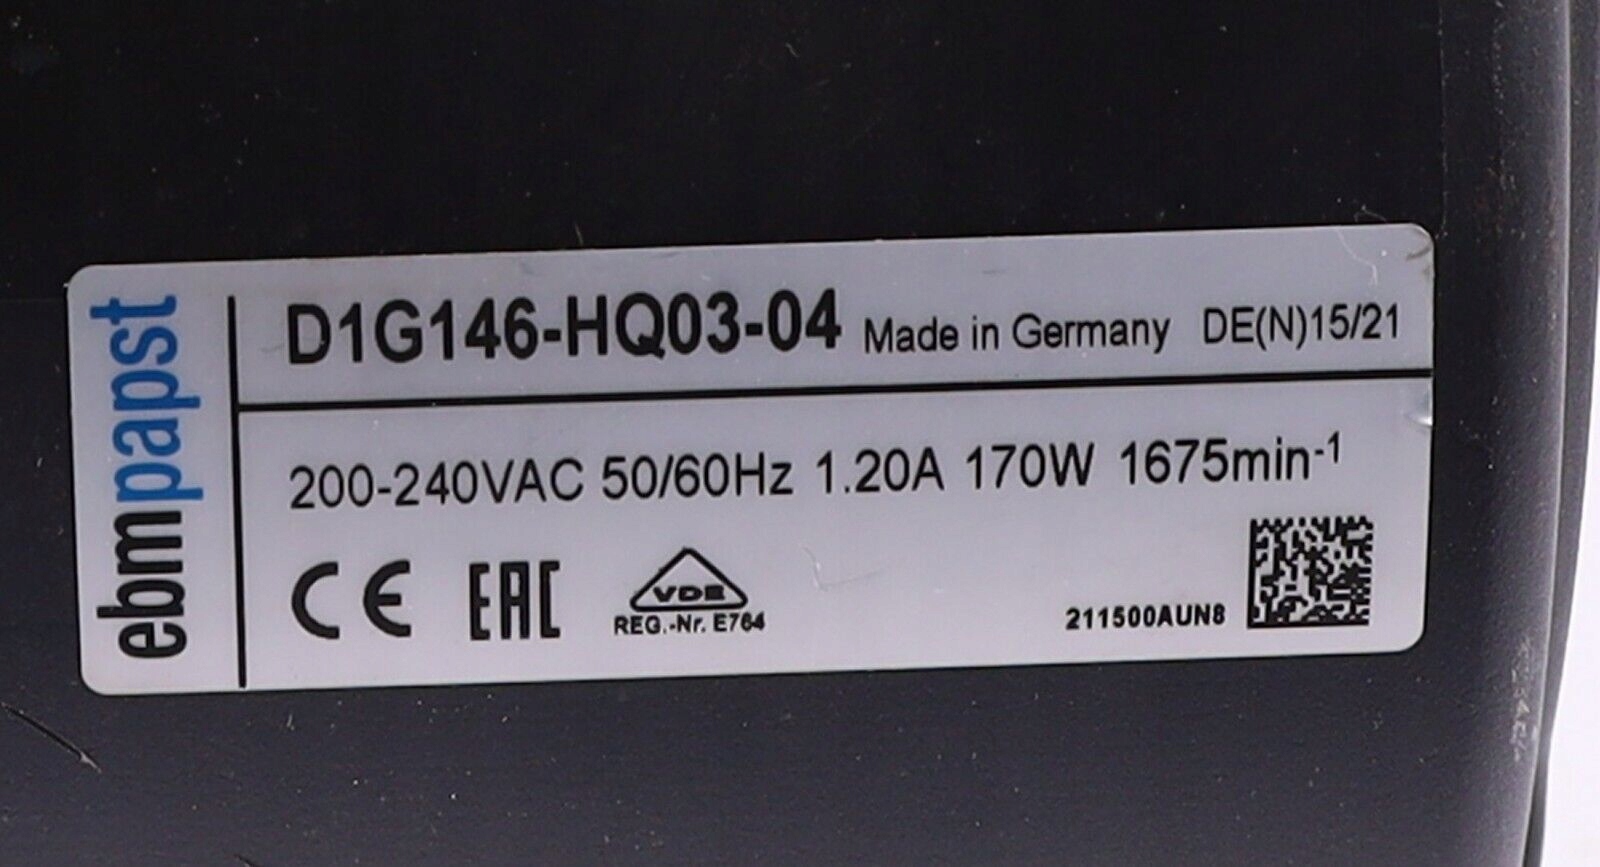 ebmpapst
D1G146-HQ03-04 Made in Germany DE(N)15/21
200-240VAC 50/60Hz 1.20A 170W 1675min-1
CE EAC VDE
REG.-Nr. E764
211500AUN8